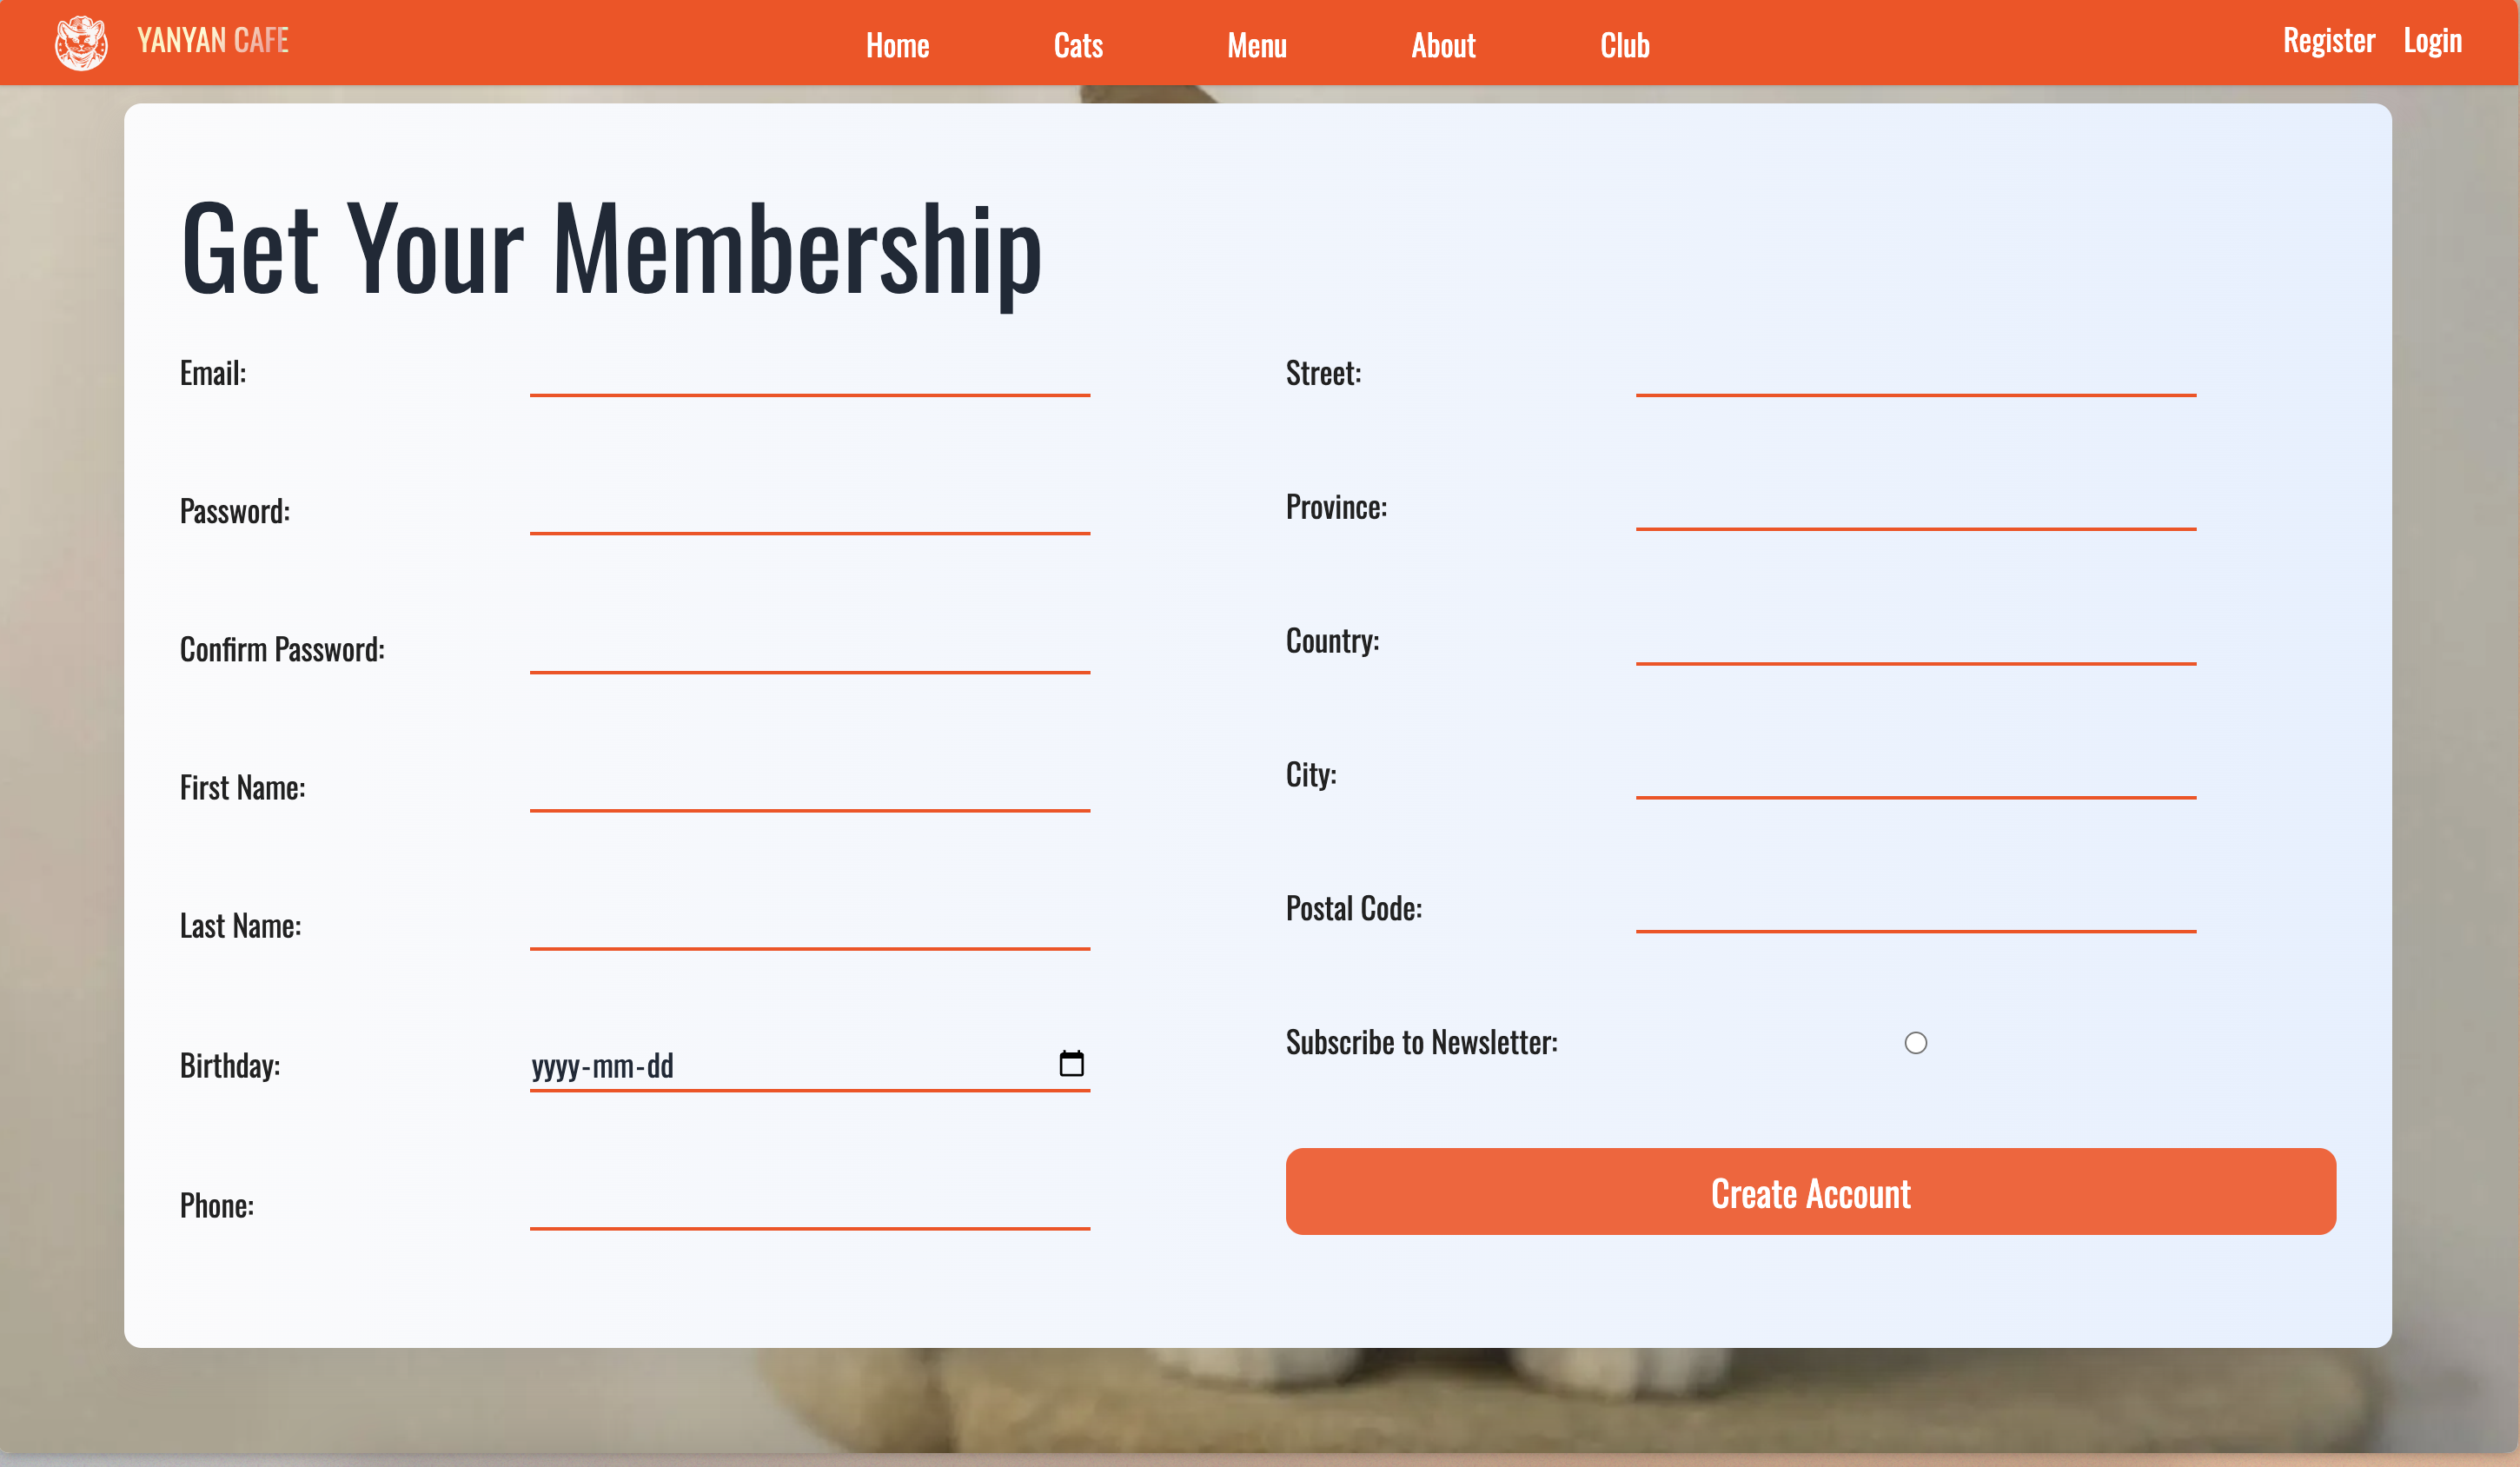 YANYAN CAFE
Home
Cats
Menu
About
Club
Register
Login
Get Your Membership
Email:
Password:
Confirm Password:
First Name:
Last Name:
Birthday:
yyyy-mm-dd
Phone:
Street:
Province:
Country:
City:
Postal Code:
Subscribe to Newsletter:
Create Account